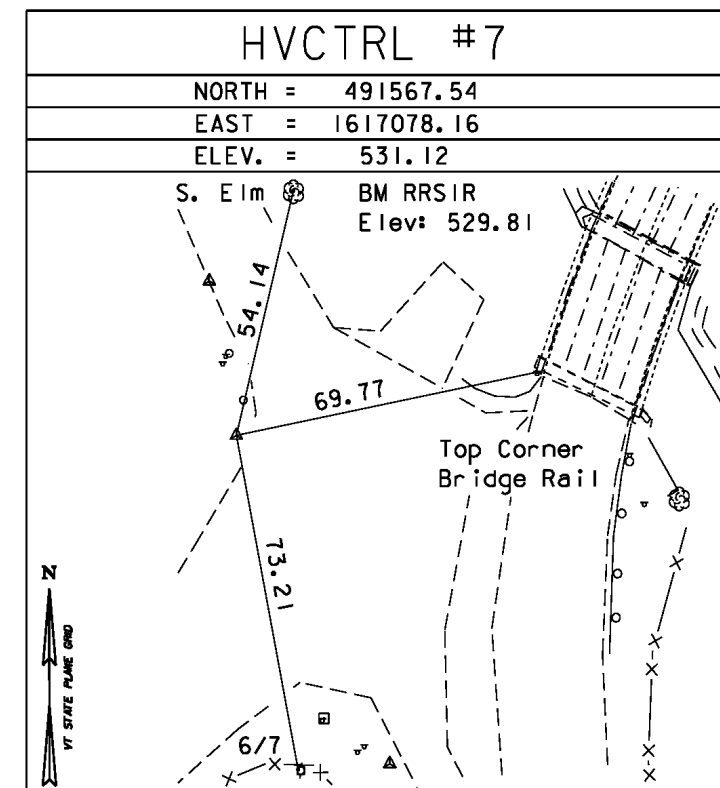 HVCTRL #7
NORTH = 491567.54
EAST = 1617078.16
ELEV. = 531.12
S. Elm
BM RRSIR
Elev: 529.81
54.14
69.77
Top Corner
Bridge Rail
73.21
N
VT STATE PLANE GRID
6/7